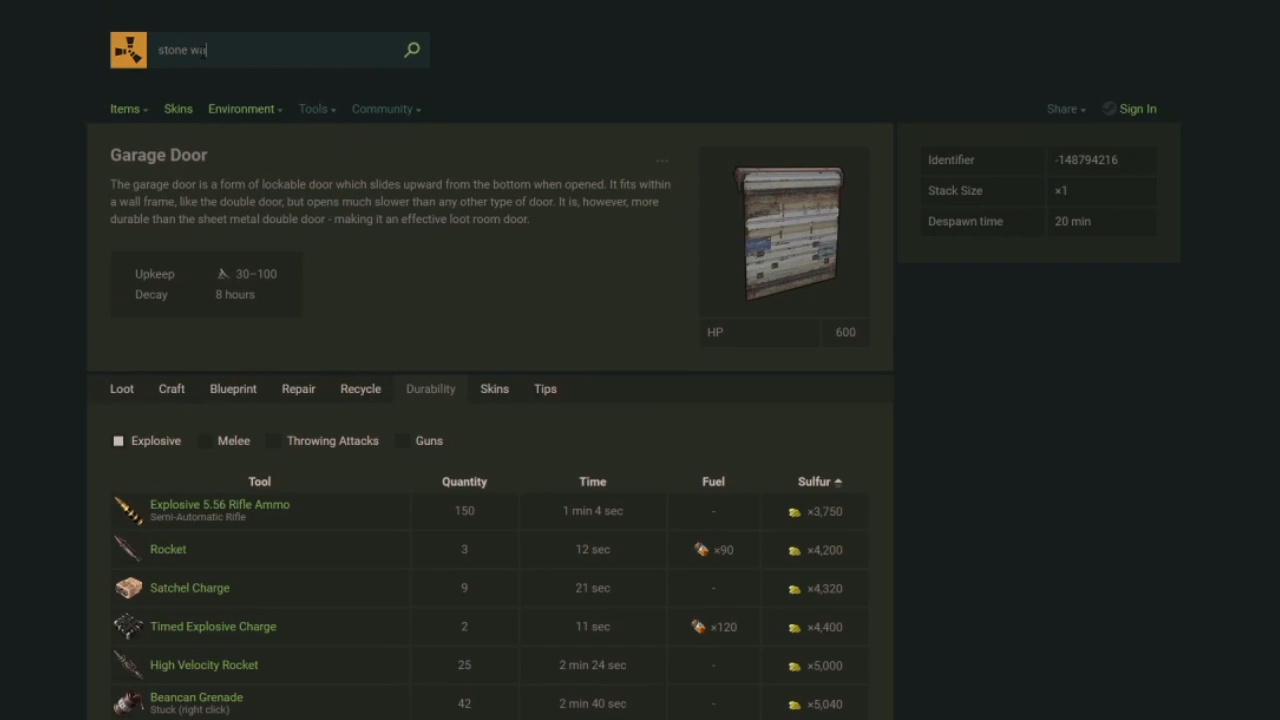 stone wa
Items Skins Environment Tools Community Share Sign In
Garage Door
...
The garage door is a form of lockable door which slides upward from the bottom when opened. It fits within
a wall frame, like the double door, but opens much slower than any other type of door. It is, however, more
durable than the sheet metal double door - making it an effective loot room door.
Upkeep 30–100
Decay 8 hours
HP 600
Identifier -148794216
Stack Size ×1
Despawn time 20 min
Loot Craft Blueprint Repair Recycle Durability Skins Tips
Explosive Melee Throwing Attacks Guns
Tool Quantity Time Fuel Sulfur
Explosive 5.56 Rifle Ammo 150 1 min 4 sec - ×3,750
Semi-Automatic Rifle
Rocket 3 12 sec ×90 ×4,200
Satchel Charge 9 21 sec - ×4,320
Timed Explosive Charge 2 11 sec ×120 ×4,400
High Velocity Rocket 25 2 min 24 sec - ×5,000
Beancan Grenade 42 2 min 40 sec - ×5,040
Stuck (right click)